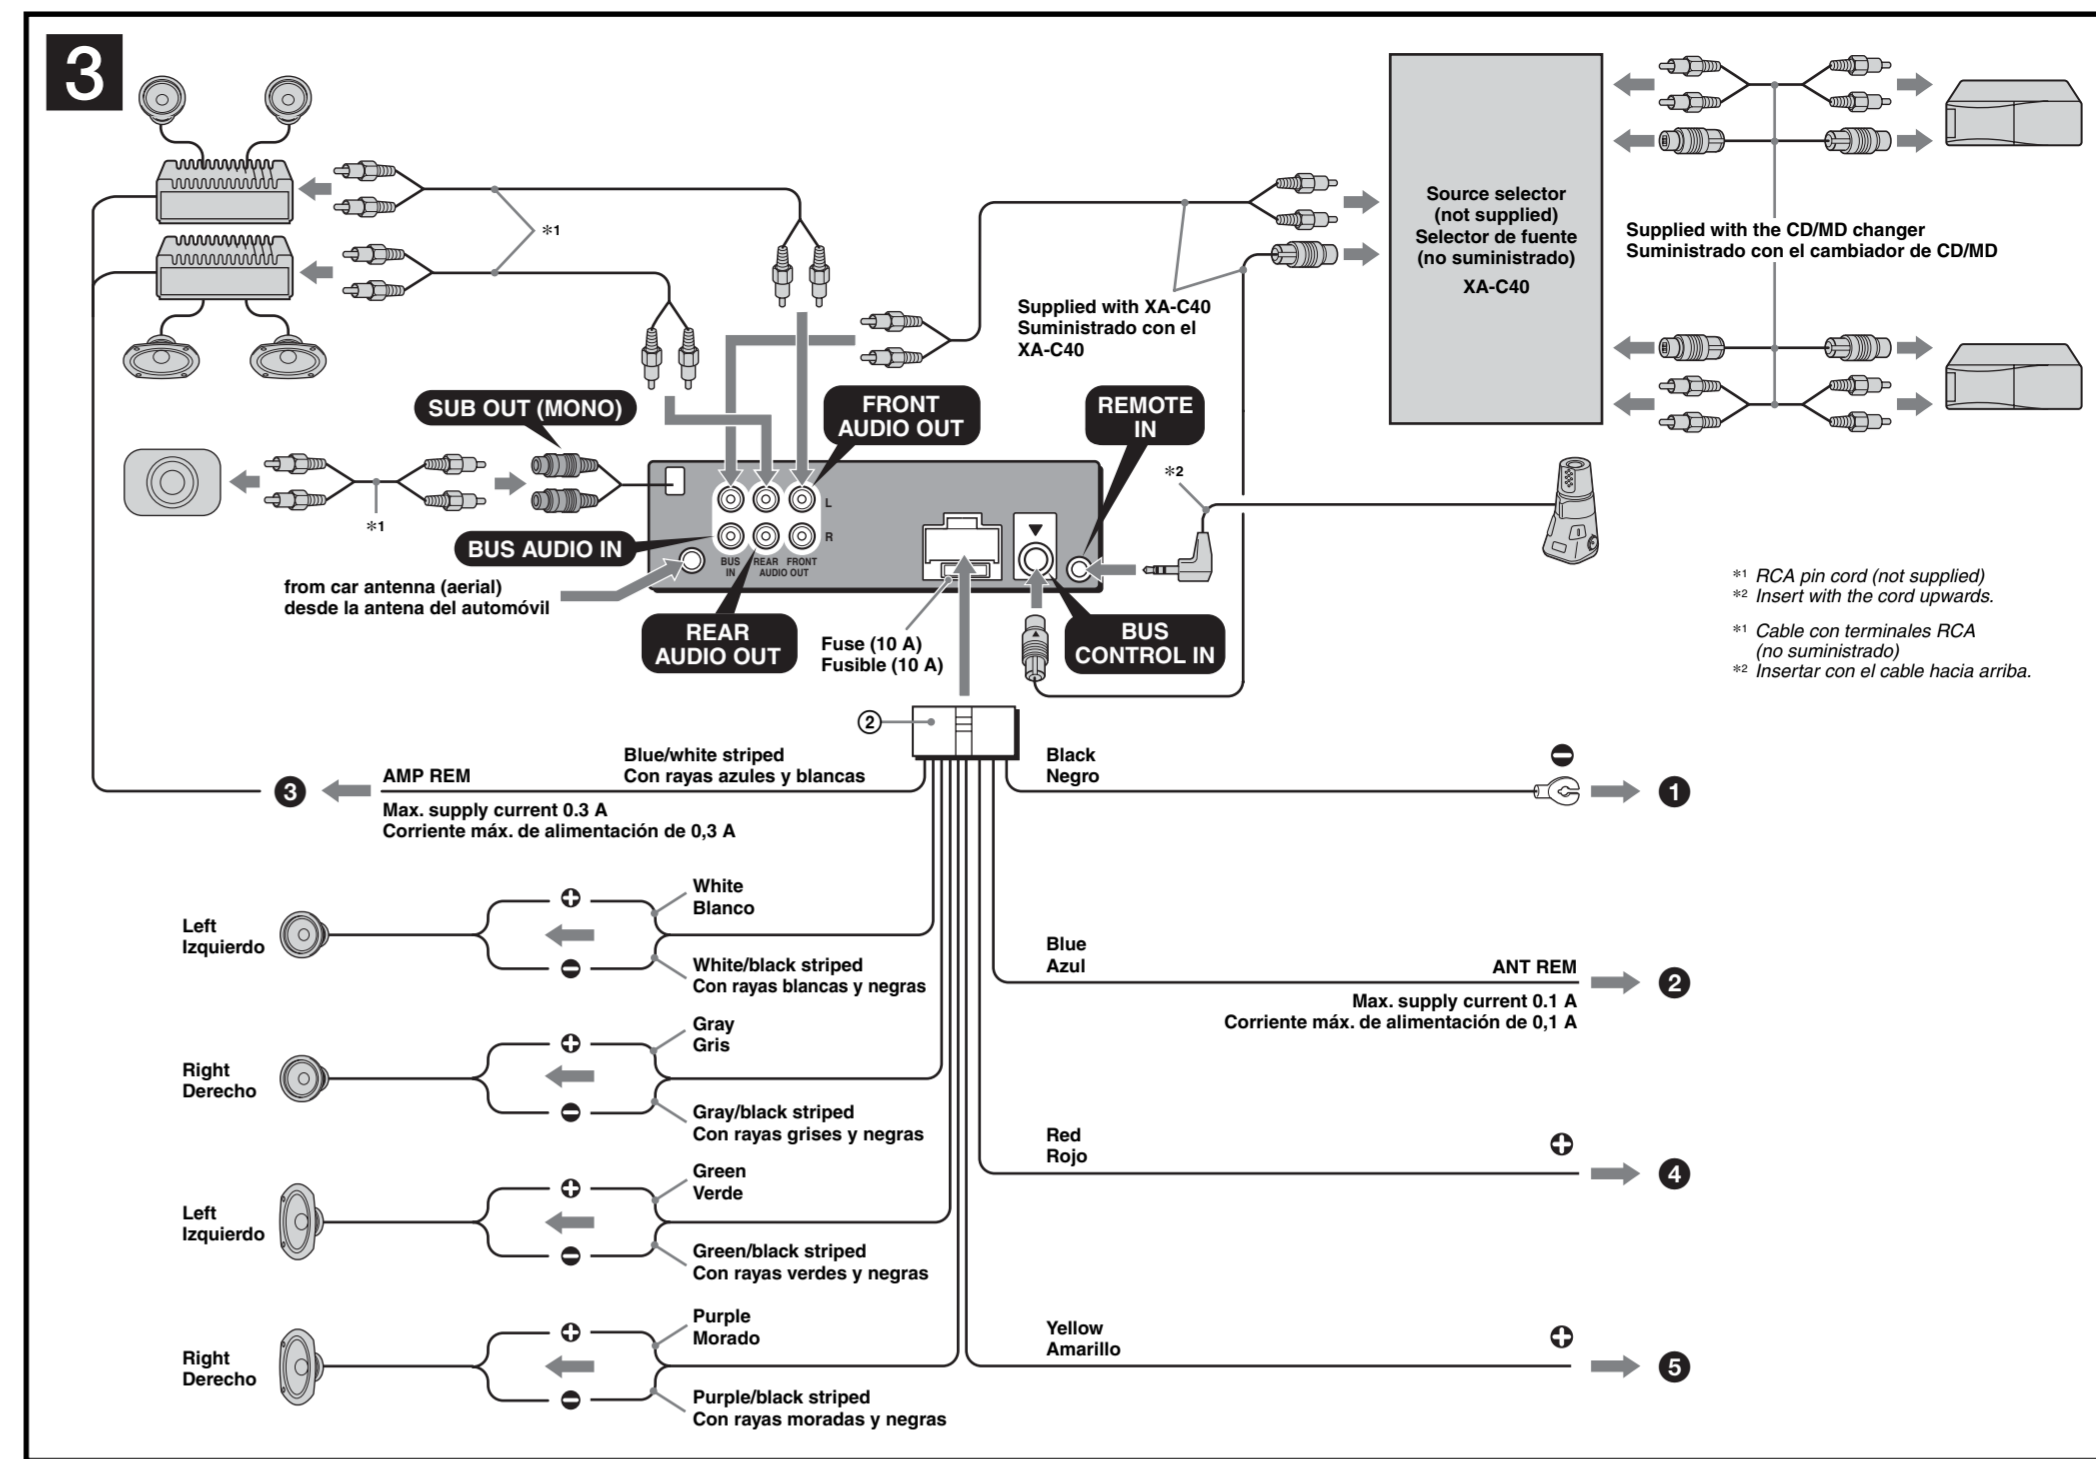 3
*1
Supplied with XA-C40
Suministrado con el
XA-C40
Source selector
(not supplied)
Selector de fuente
(no suministrado)
XA-C40
Supplied with the CD/MD changer
Suministrado con el cambiador de CD/MD
SUB OUT (MONO)
FRONT
AUDIO OUT
REMOTE
IN
*1
*2
L
R
BUS AUDIO IN
BUS
IN
REAR FRONT
AUDIO OUT
from car antenna (aerial)
desde la antena del automóvil
REAR
AUDIO OUT
Fuse (10 A)
Fusible (10 A)
BUS
CONTROL IN
*1 RCA pin cord (not supplied)
*2 Insert with the cord upwards.
*1 Cable con terminales RCA
(no suministrado)
*2 Insertar con el cable hacia arriba.
2
Blue/white striped
Con rayas azules y blancas
AMP REM
3
Max. supply current 0.3 A
Corriente máx. de alimentación de 0,3 A
Black
Negro
1
White
Blanco
Left
Izquierdo
White/black striped
Con rayas blancas y negras
Blue
Azul
ANT REM
2
Max. supply current 0.1 A
Corriente máx. de alimentación de 0,1 A
Gray
Gris
Right
Derecho
Gray/black striped
Con rayas grises y negras
Red
Rojo
4
Green
Verde
Left
Izquierdo
Green/black striped
Con rayas verdes y negras
Purple
Morado
Right
Derecho
Purple/black striped
Con rayas moradas y negras
Yellow
Amarillo
5